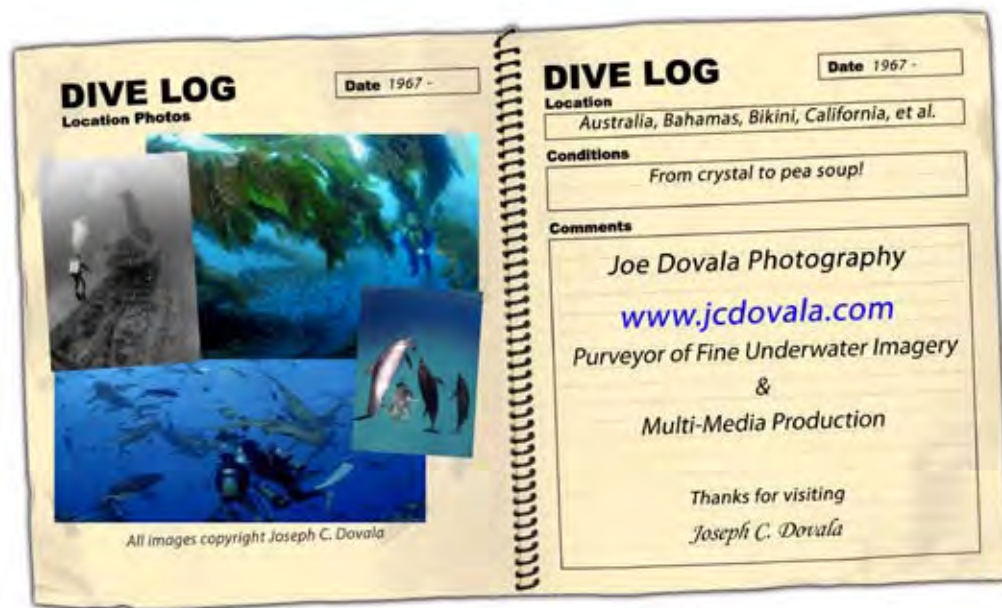 DIVE LOG
Date 1967 -
Location Photos
All images copyright Joseph C. Dovala
DIVE LOG
Date 1967 -
Location
Australia, Bahamas, Bikini, California, et al.
Conditions
From crystal to pea soup!
Comments
Joe Dovala Photography
www.jcdovala.com
Purveyor of Fine Underwater Imagery
&
Multi-Media Production
Thanks for visiting
Joseph C. Dovala